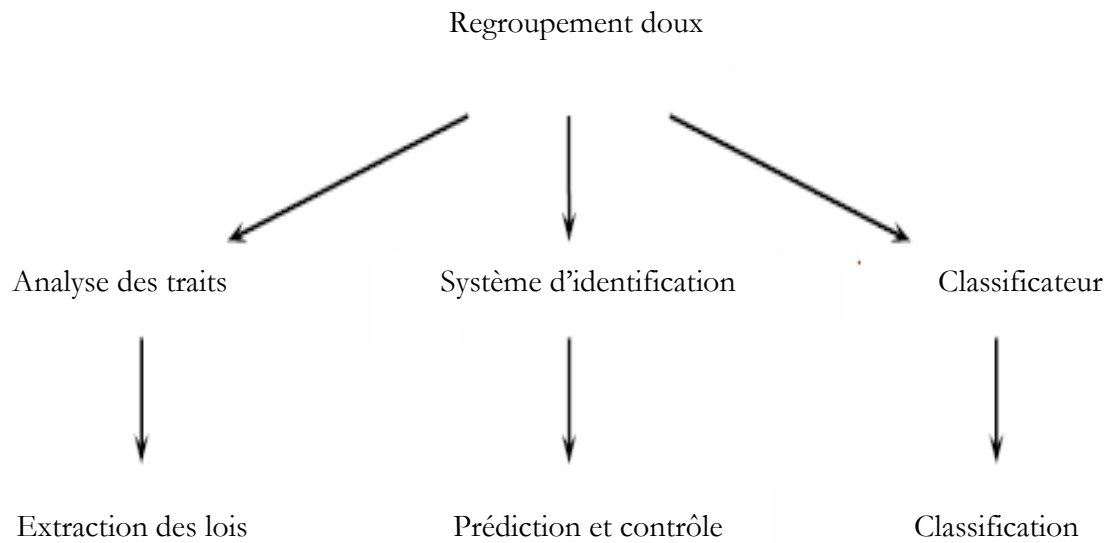 Regroupement doux
Analyse des traits
Système d’identification
Classificateur
Extraction des lois
Prédiction et contrôle
Classification